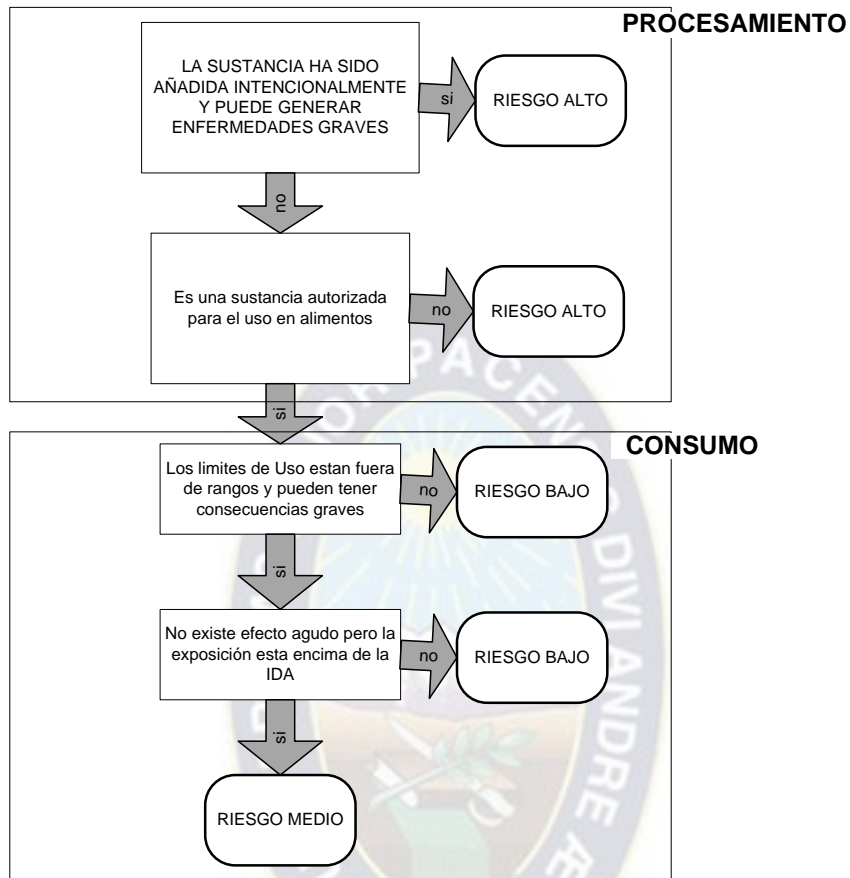 PROCESAMIENTO
LA SUSTANCIA HA SIDO
AÑADIDA INTENCIONALMENTE
Y PUEDE GENERAR
ENFERMEDADES GRAVES
si
RIESGO ALTO
no
Es una sustancia autorizada
para el uso en alimentos
no
RIESGO ALTO
si
CONSUMO
Los limites de Uso estan fuera
de rangos y pueden tener
consecuencias graves
no
RIESGO BAJO
si
No existe efecto agudo pero la
exposición esta encima de la
IDA
no
RIESGO BAJO
si
RIESGO MEDIO
PACENSIS DIVI ANDRE Æ